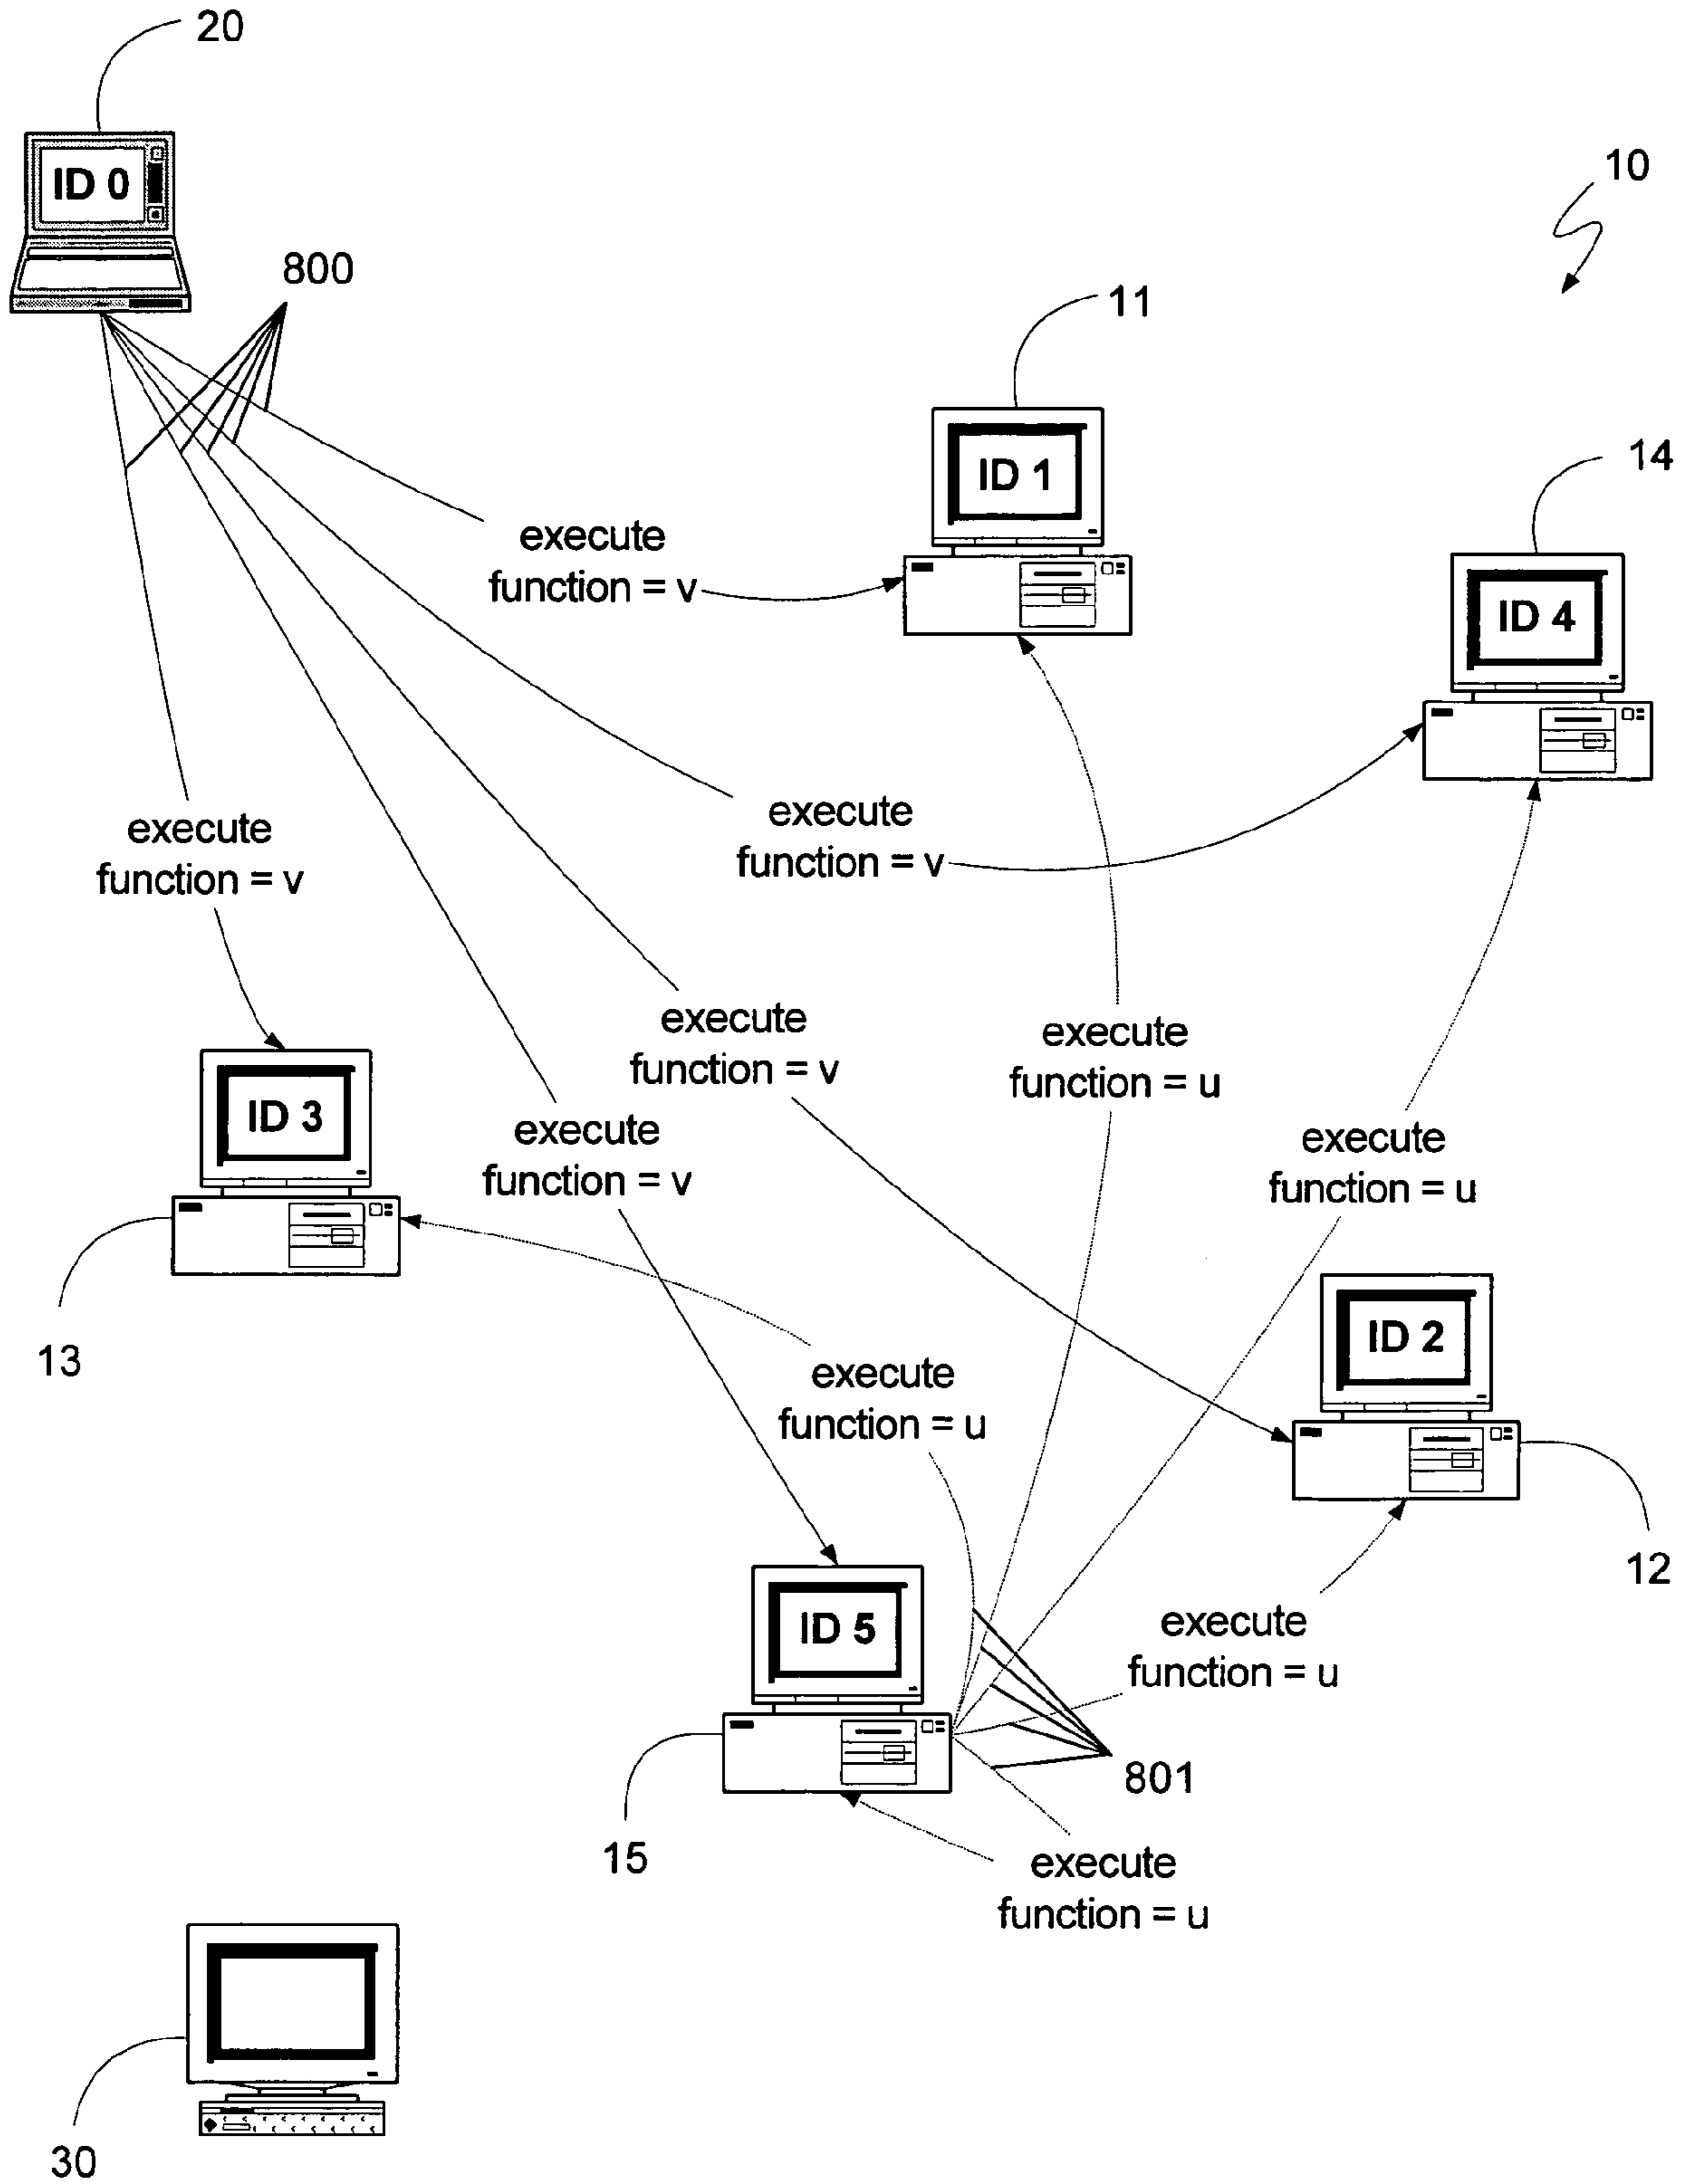 20
ID 0
10
800
11
ID 1
14
execute
function = v
ID 4
execute
function = v
execute
function = v
execute
function = v
execute
function = u
ID 3
execute
function = v
execute
function = u
13
ID 2
execute
function = u
12
ID 5
execute
function = u
801
15
execute
function = u
30